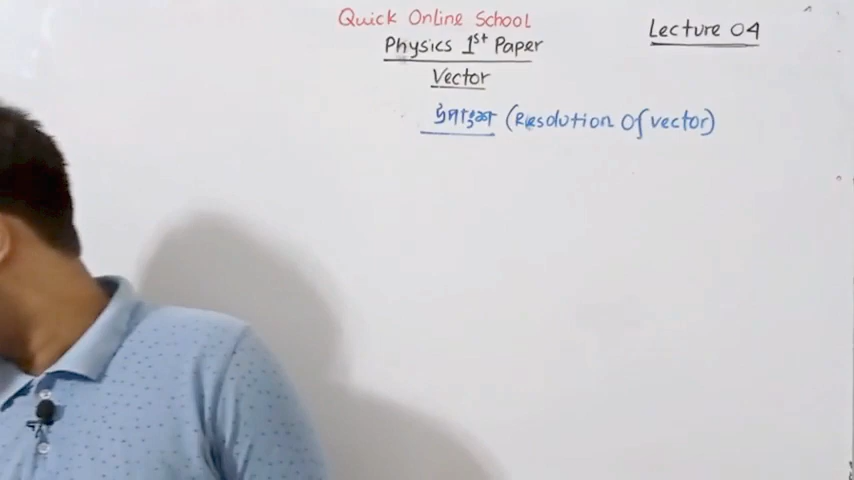 Quick Online School
Physics 1st Paper
Lecture 04
Vector
(Resolution of vector)